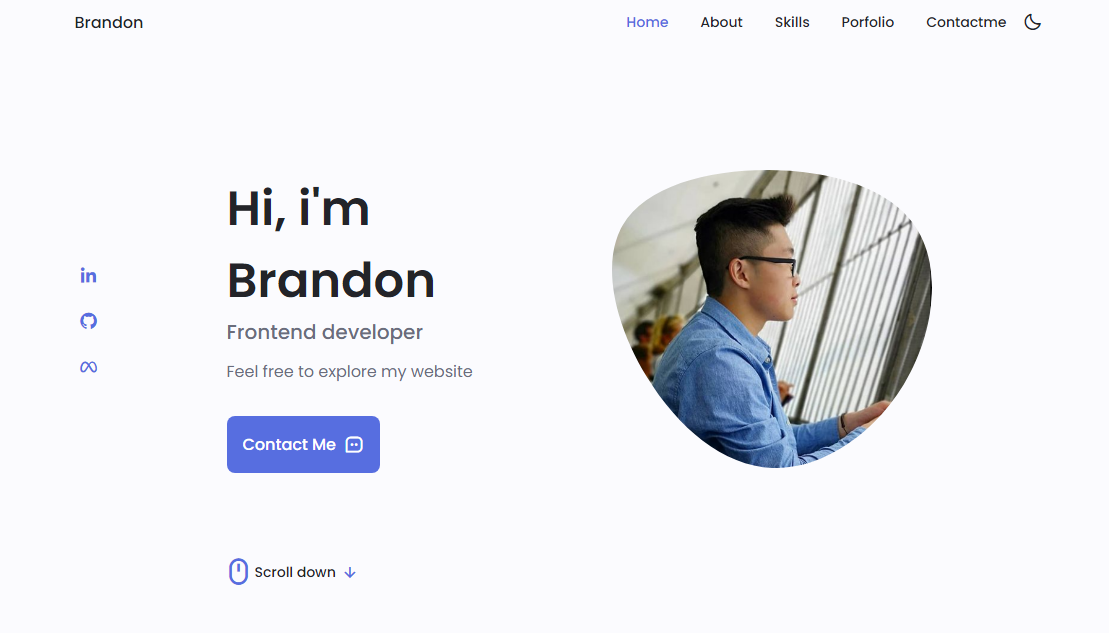 Brandon
Home About Skills Porfolio Contactme
Hi, i'm
Brandon
Frontend developer
Feel free to explore my website
in
Contact Me
Scroll down